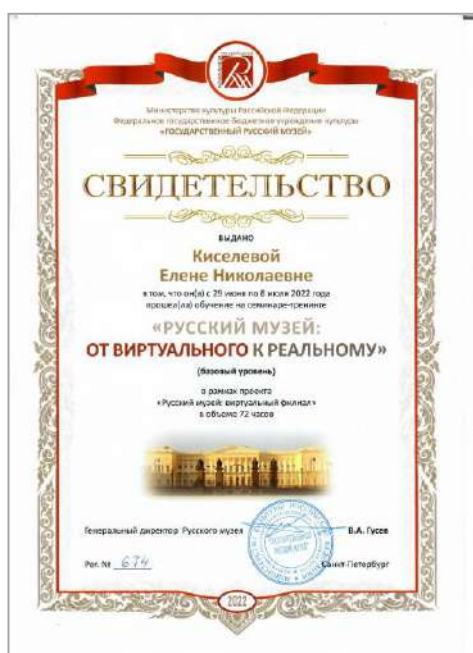 Министерство культуры Российской Федерации
Федеральное государственное бюджетное учреждение культуры
«ГОСУДАРСТВЕННЫЙ РУССКИЙ МУЗЕЙ»
СВИДЕТЕЛЬСТВО
ВЫДАНО
Киселевой
Елене Николаевне
в том, что он(а) с 29 июня по 8 июля 2022 года
прошел(ла) обучение на семинаре-тренинге
«РУССКИЙ МУЗЕЙ:
ОТ ВИРТУАЛЬНОГО К РЕАЛЬНОМУ»
(базовый уровень)
в рамках проекта
«Русский музей: виртуальный филиал»
в объеме 72 часов
Генеральный директор Русского музея
В.А. Гусев
Рег. № 674
Санкт-Петербург
2022